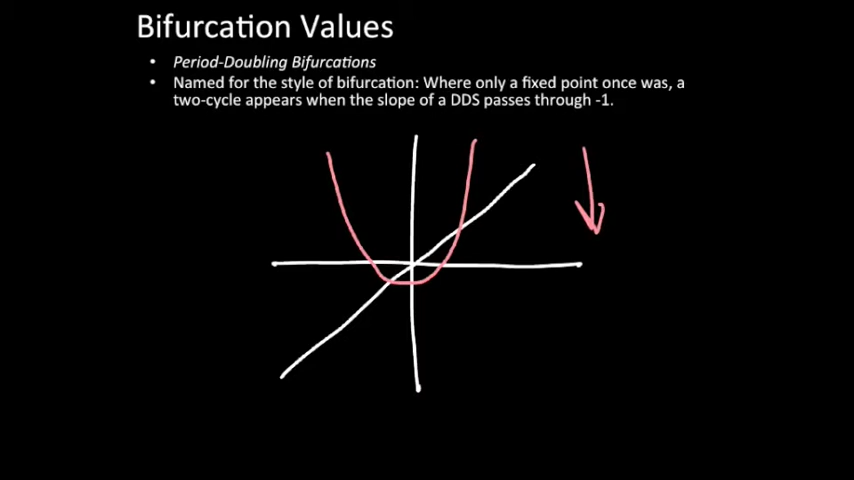 Bifurcation Values
• Period-Doubling Bifurcations
• Named for the style of bifurcation: Where only a fixed point once was, a
two-cycle appears when the slope of a DDS passes through -1.